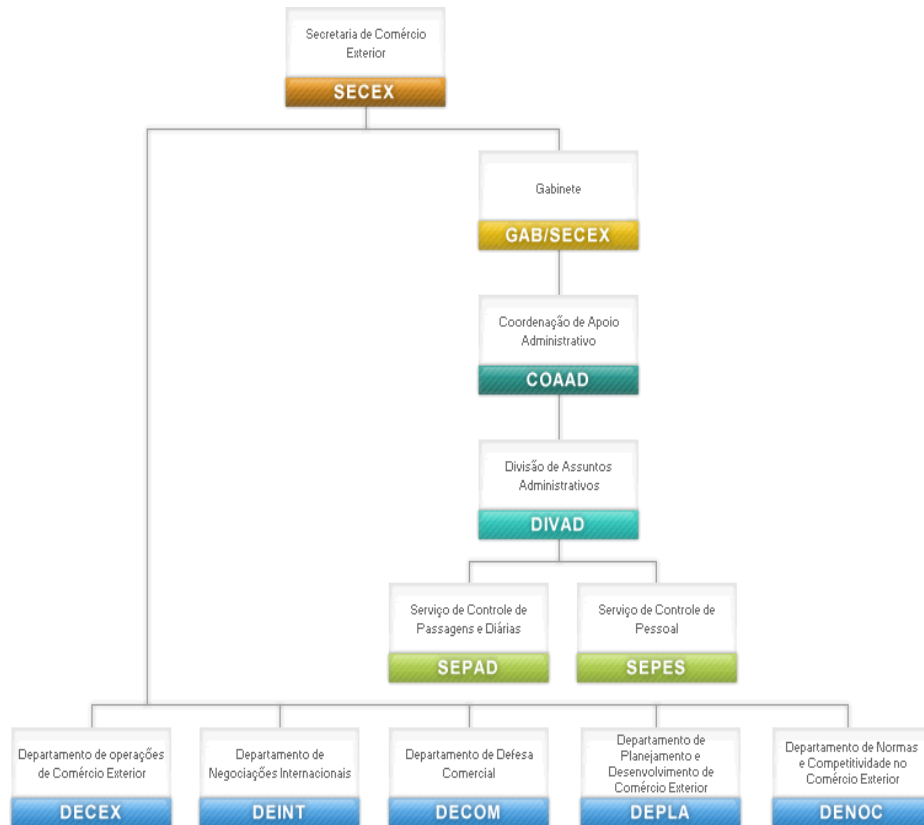 Secretaria de Comércio
Exterior
SECEX
Gabinete
GAB/SECEX
Coordenação de Apoio
Administrativo
COAAD
Divisão de Assuntos
Administrativos
DIVAD
Serviço de Controle de
Passagens e Diárias
SEPAD
Serviço de Controle de
Pessoal
SEPES
Departamento de operações
de Comércio Exterior
DECEX
Departamento de
Negociações Internacionais
DEINT
Departamento de Defesa
Comercial
DECOM
Departamento de
Planejamento e
Desenvolvimento de
Comércio Exterior
DEPLA
Departamento de Normas
e Competitividade no
Comércio Exterior
DENOC